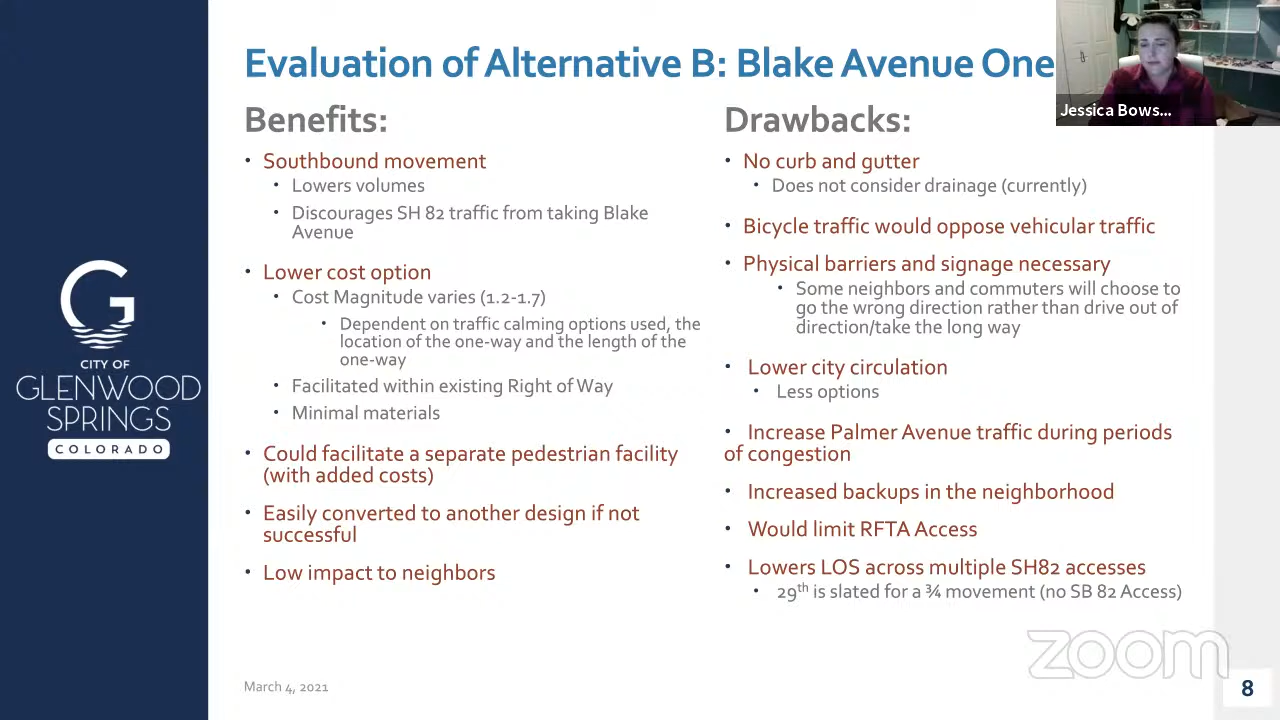 Evaluation of Alternative B: Blake Avenue One
Jessica Bows...
Benefits:
• Southbound movement
• Lowers volumes
• Discourages SH 82 traffic from taking Blake
Avenue
• Lower cost option
• Cost Magnitude varies (1.2-1.7)
• Dependent on traffic calming options used, the
location of the one-way and the length of the
one-way
• Facilitated within existing Right of Way
• Minimal materials
• Could facilitate a separate pedestrian facility
(with added costs)
• Easily converted to another design if not
successful
• Low impact to neighbors
Drawbacks:
• No curb and gutter
• Does not consider drainage (currently)
• Bicycle traffic would oppose vehicular traffic
• Physical barriers and signage necessary
• Some neighbors and commuters will choose to
go the wrong direction rather than drive out of
direction/take the long way
• Lower city circulation
• Less options
• Increase Palmer Avenue traffic during periods
of congestion
• Increased backups in the neighborhood
• Would limit RFTA Access
• Lowers LOS across multiple SH82 accesses
• 29th is slated for a ¾ movement (no SB 82 Access)
G
CITY OF
GLENWOOD
SPRINGS
COLORADO
zoom
March 4, 2021
8